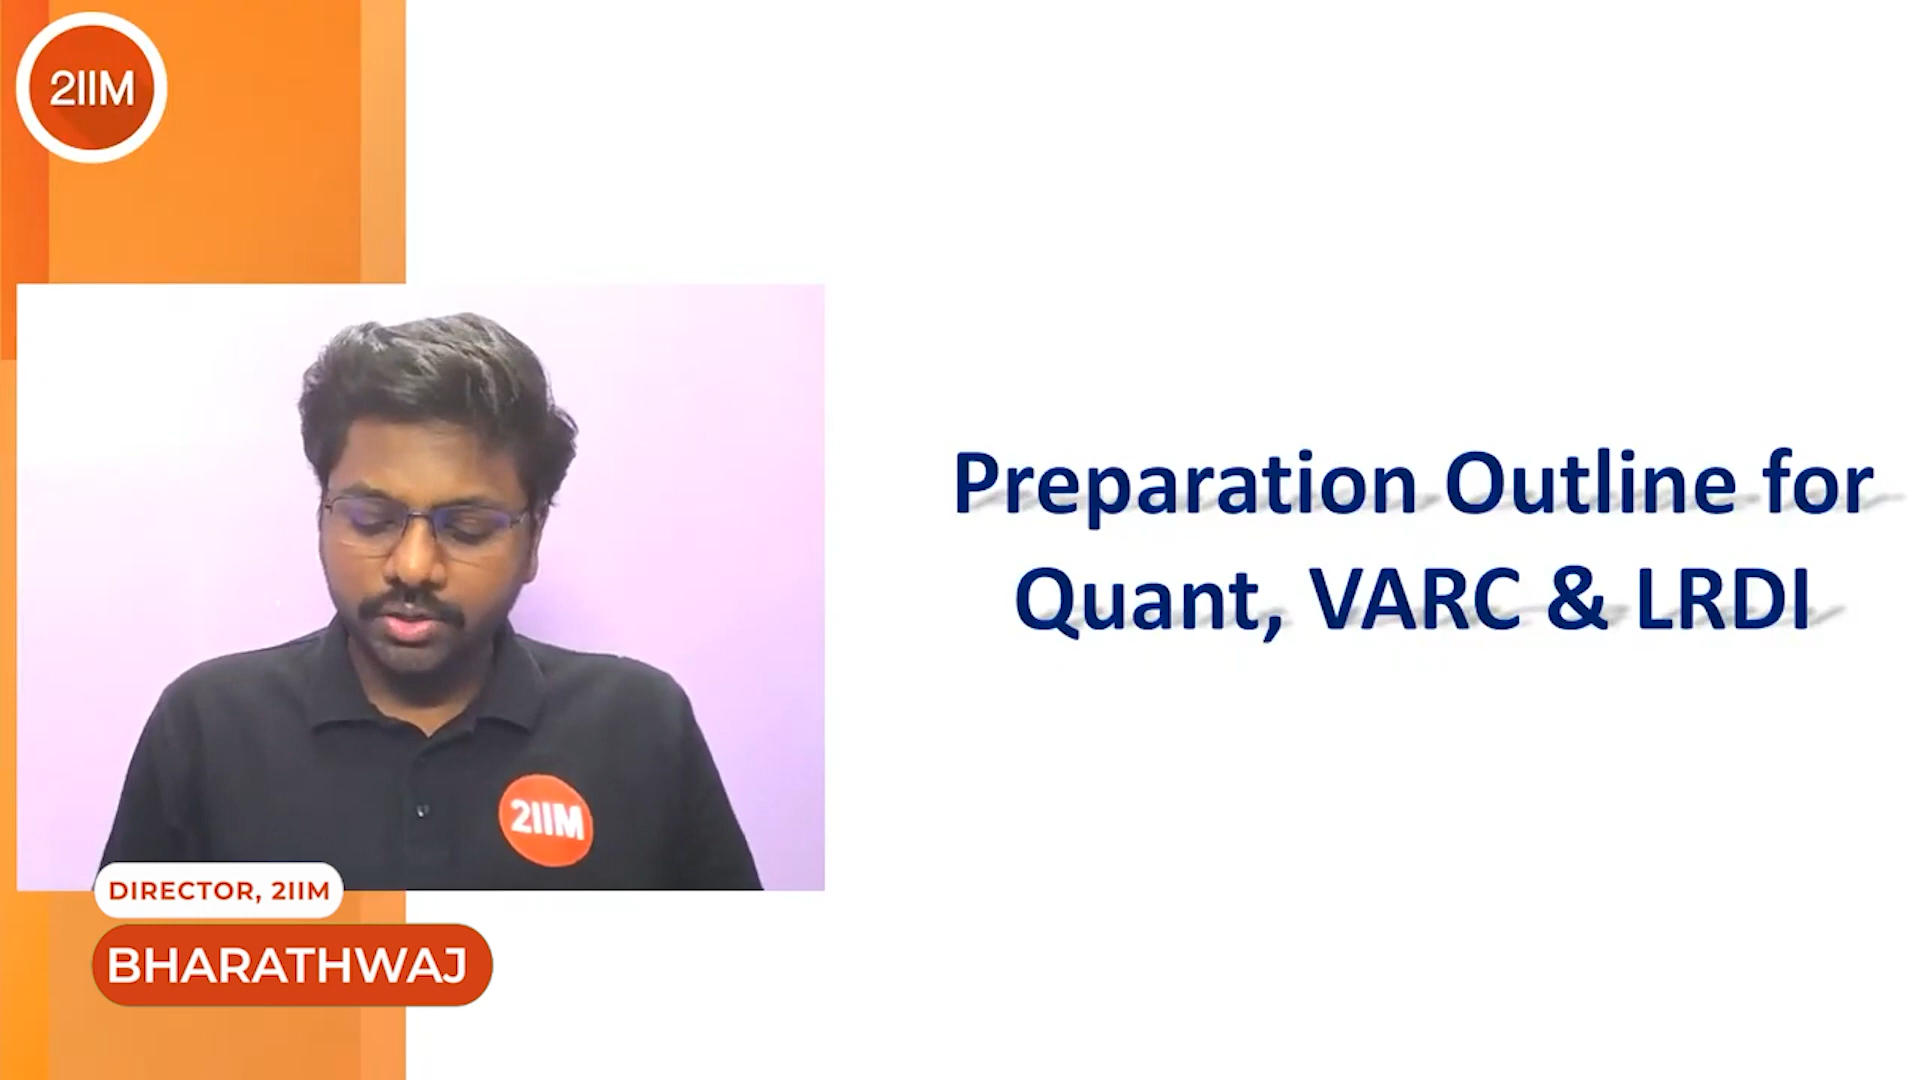 2IIM
Preparation Outline for
Quant, VARC & LRDI
2IIM
DIRECTOR, 2IIM
BHARATHWAJ